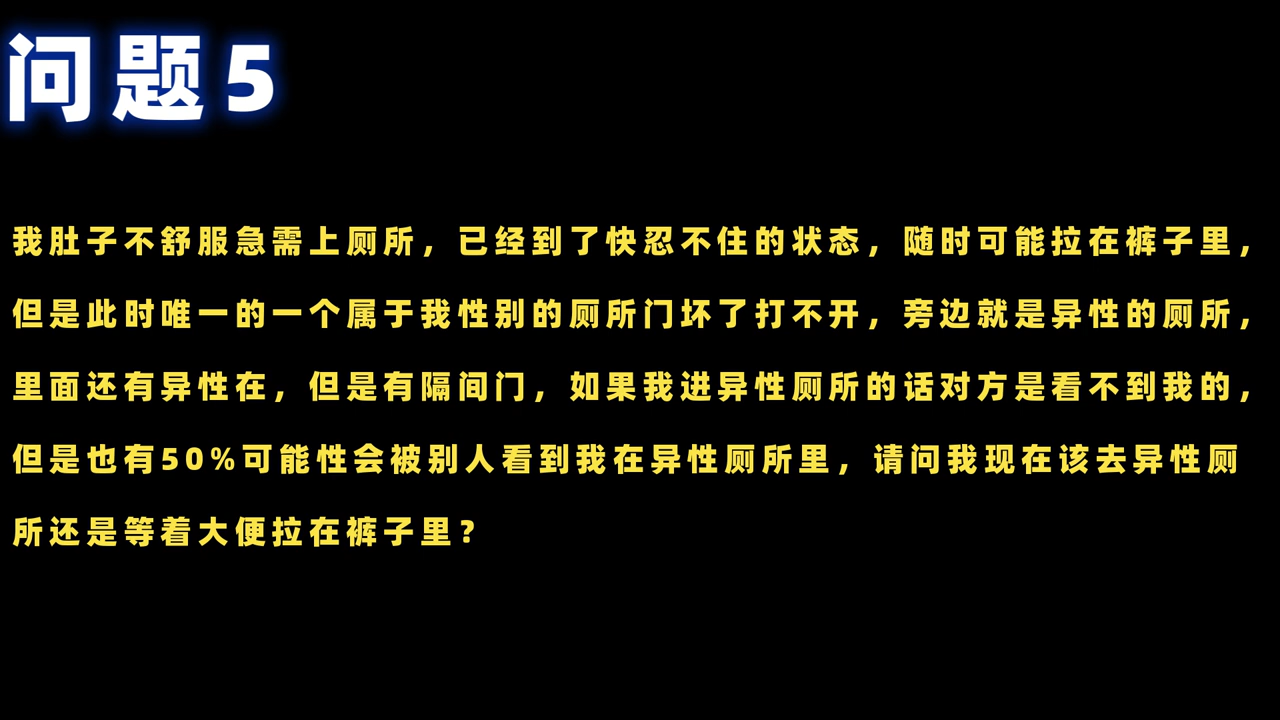 问题5
我肚子不舒服急需上厕所，已经到了快忍不住的状态，随时可能拉在裤子里，
但是此时唯一的一个属于我性别的厕所门坏了打不开，旁边就是异性的厕所，
里面还有异性在，但是有隔间门，如果我进异性厕所的话对方是看不到我的，
但是也有50%可能性会被别人看到我在异性厕所里，请问我现在该去异性厕
所还是等着大便拉在裤子里？